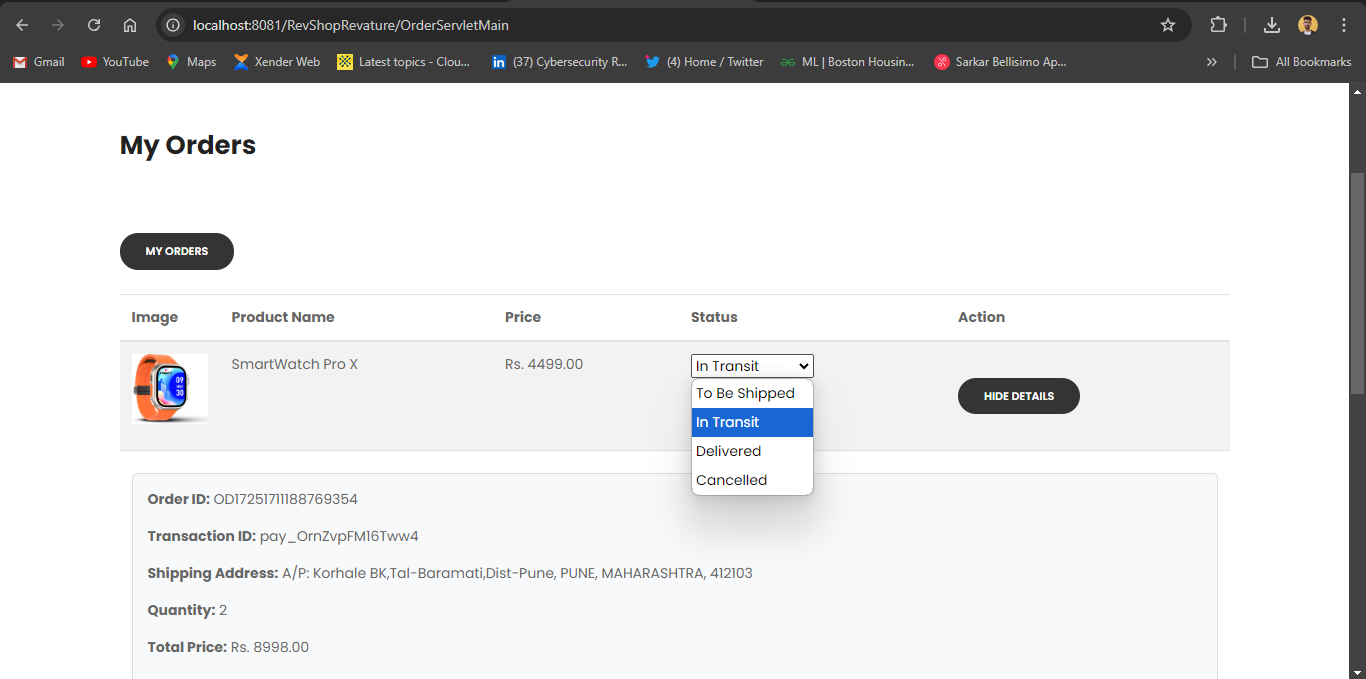 localhost:8081/RevShopRevature/OrderServletMain
Gmail YouTube Maps Xender Web Latest topics - Clou... (37) Cybersecurity R... (4) Home / Twitter ML | Boston Housin... Sarkar Bellisimo Ap... All Bookmarks
My Orders
MY ORDERS
Image Product Name Price Status Action
SmartWatch Pro X Rs. 4499.00 In Transit
To Be Shipped
HIDE DETAILS
In Transit
Delivered
Cancelled
Order ID: OD17251711188769354
Transaction ID: pay_OrnZvpFM16Tww4
Shipping Address: A/P: Korhale BK,Tal-Baramati,Dist-Pune, PUNE, MAHARASHTRA, 412103
Quantity: 2
Total Price: Rs. 8998.00